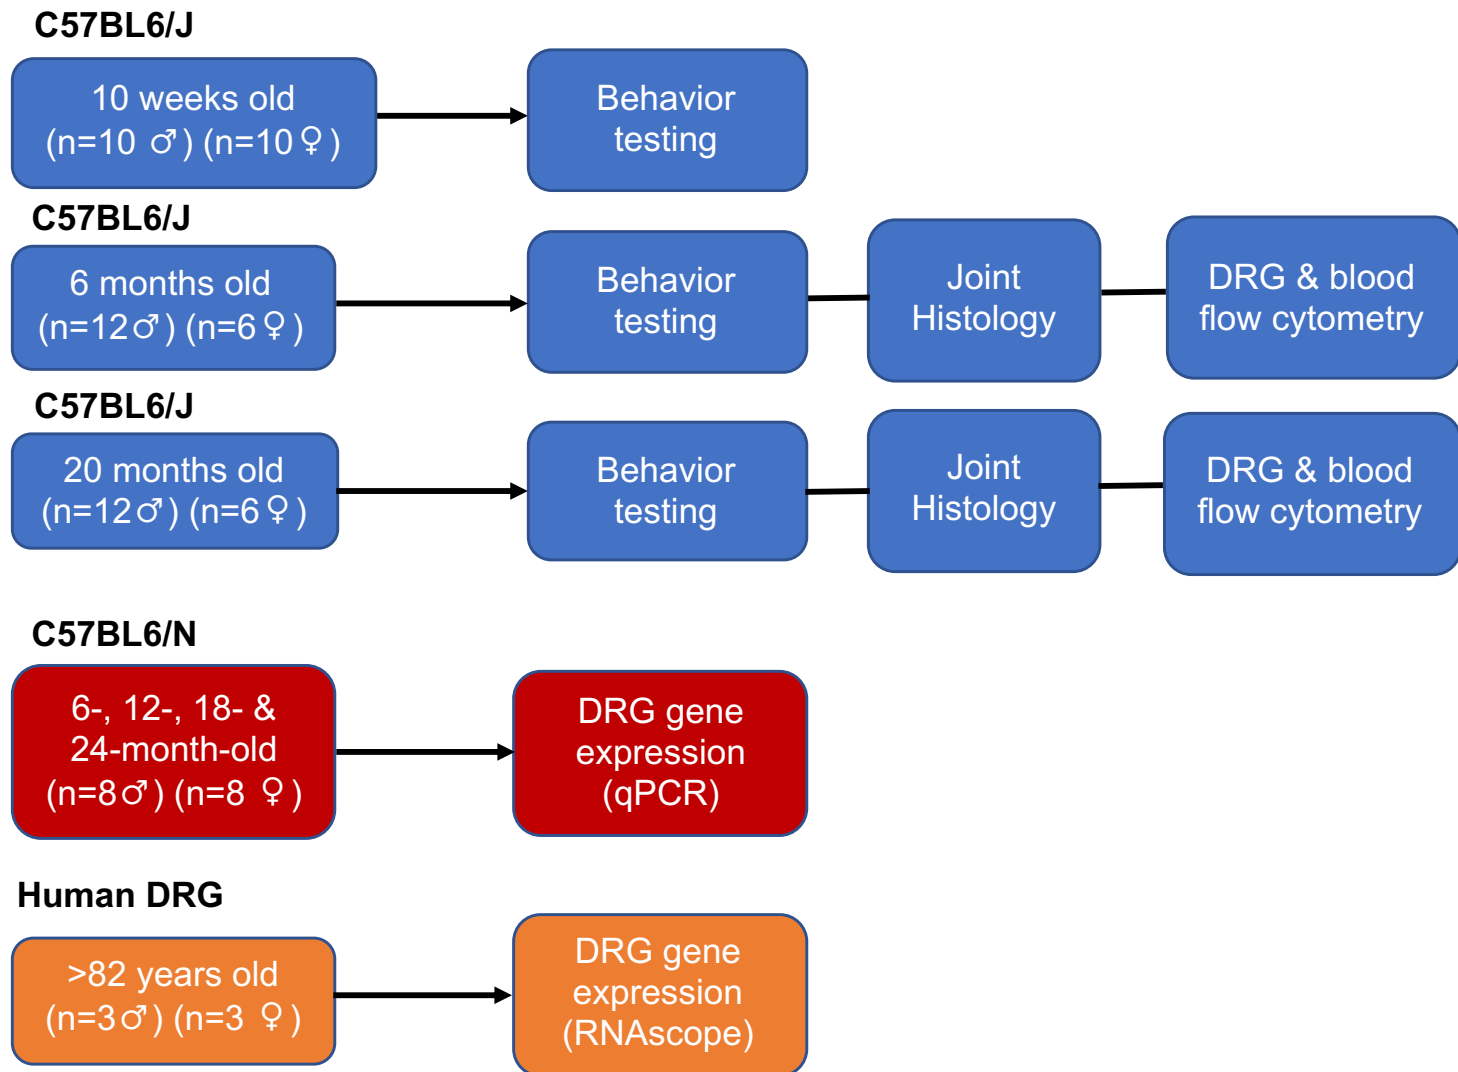 C57BL6/J
10 weeks old
(n=10 ♂) (n=10♀)
Behavior
testing
C57BL6/J
6 months old
(n=12♂) (n=6♀)
Behavior
testing
Joint
Histology
DRG & blood
flow cytometry
C57BL6/J
20 months old
(n=12♂) (n=6♀)
Behavior
testing
Joint
Histology
DRG & blood
flow cytometry
C57BL6/N
6-, 12-, 18- &
24-month-old
(n=8♂) (n=8 ♀)
DRG gene
expression
(qPCR)
Human DRG
>82 years old
(n=3♂) (n=3 ♀)
DRG gene
expression
(RNAscope)